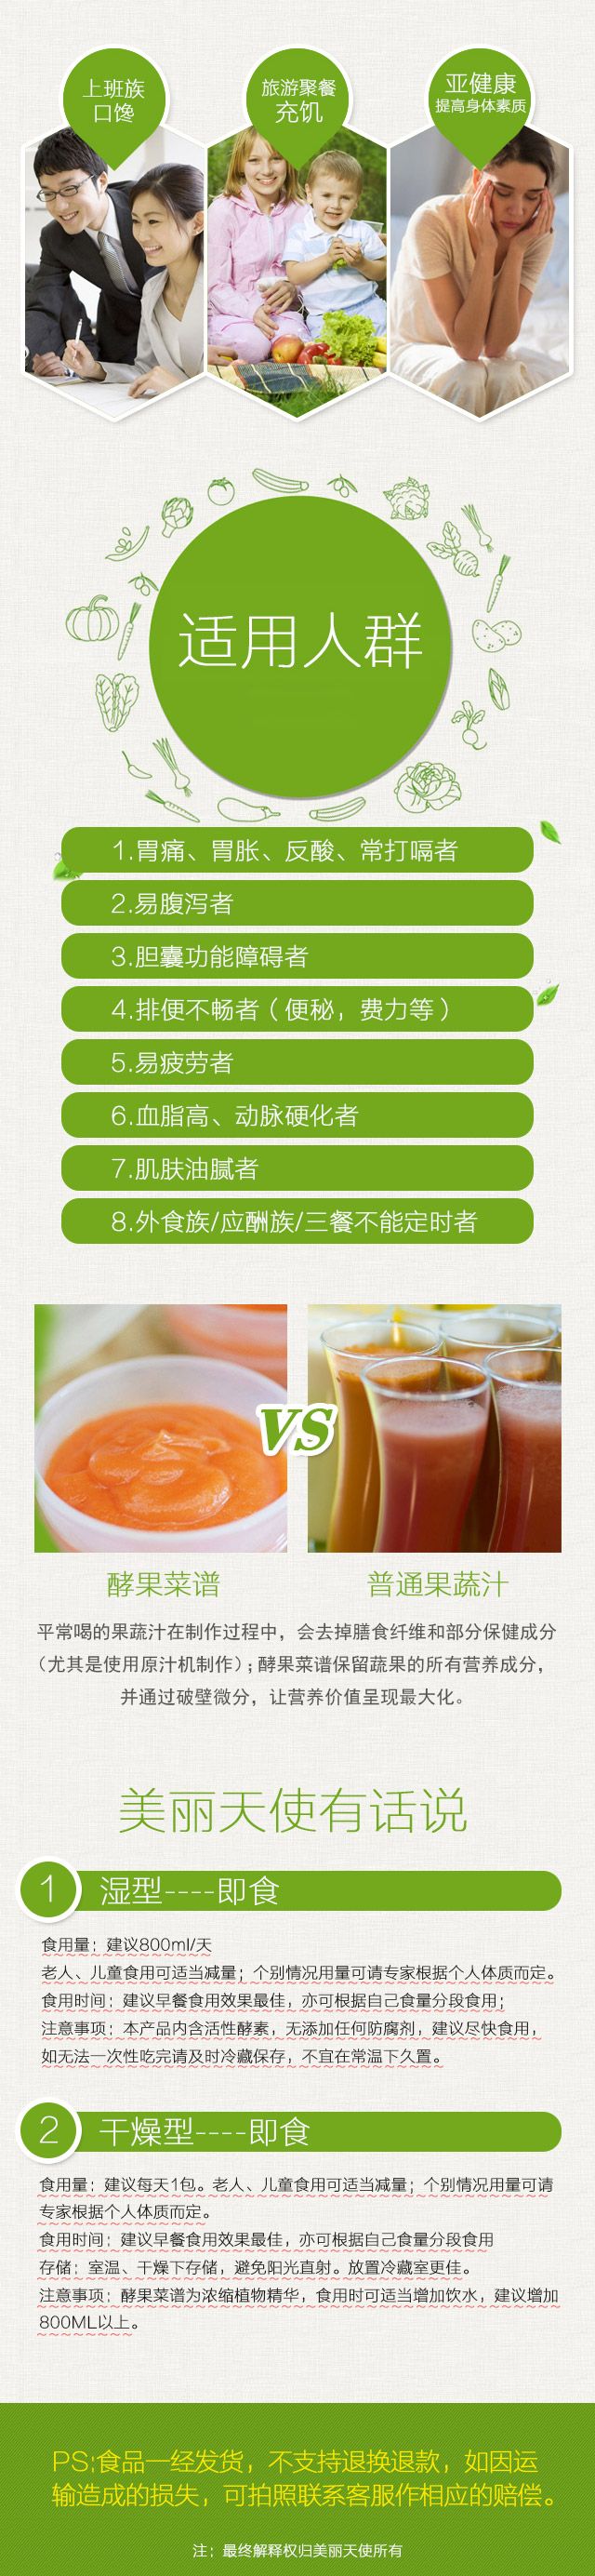 上班族
口馋
旅游聚餐
充饥
亚健康
提高身体素质
适用人群
1.胃痛、胃胀、反酸、常打嗝者
2.易腹泻者
3.胆囊功能障碍者
4.排便不畅者（便秘，费力等）
5.易疲劳者
6.血脂高、动脉硬化者
7.肌肤油腻者
8.外食族/应酬族/三餐不能定时者
VS
酵果菜谱
普通果蔬汁
平常喝的果蔬汁在制作过程中，会去掉膳食纤维和部分保健成分
（尤其是使用原汁机制作）；酵果菜谱保留蔬果的所有营养成分，
并通过破壁微分，让营养价值呈现最大化。
美丽天使有话说
1 湿型----即食
食用量：建议800ml/天
老人、儿童食用可适当减量；个别情况用量可请专家根据个人体质而定。
食用时间：建议早餐食用效果最佳，亦可根据自己食量分段食用；
注意事项：本产品内含活性酵素，无添加任何防腐剂，建议尽快食用，
如无法一次性吃完请及时冷藏保存，不宜在常温下久置。
2 干燥型----即食
食用量：建议每天1包。老人、儿童食用可适当减量；个别情况用量可请
专家根据个人体质而定。
食用时间：建议早餐食用效果最佳，亦可根据自己食量分段食用
存储：室温、干燥下存储，避免阳光直射。放置冷藏室更佳。
注意事项：酵果菜谱为浓缩植物精华，食用时可适当增加饮水，建议增加
800ML以上。
PS:食品一经发货，不支持退换退款，如因运
输造成的损失，可拍照联系客服作相应的赔偿。
注：最终解释权归美丽天使所有